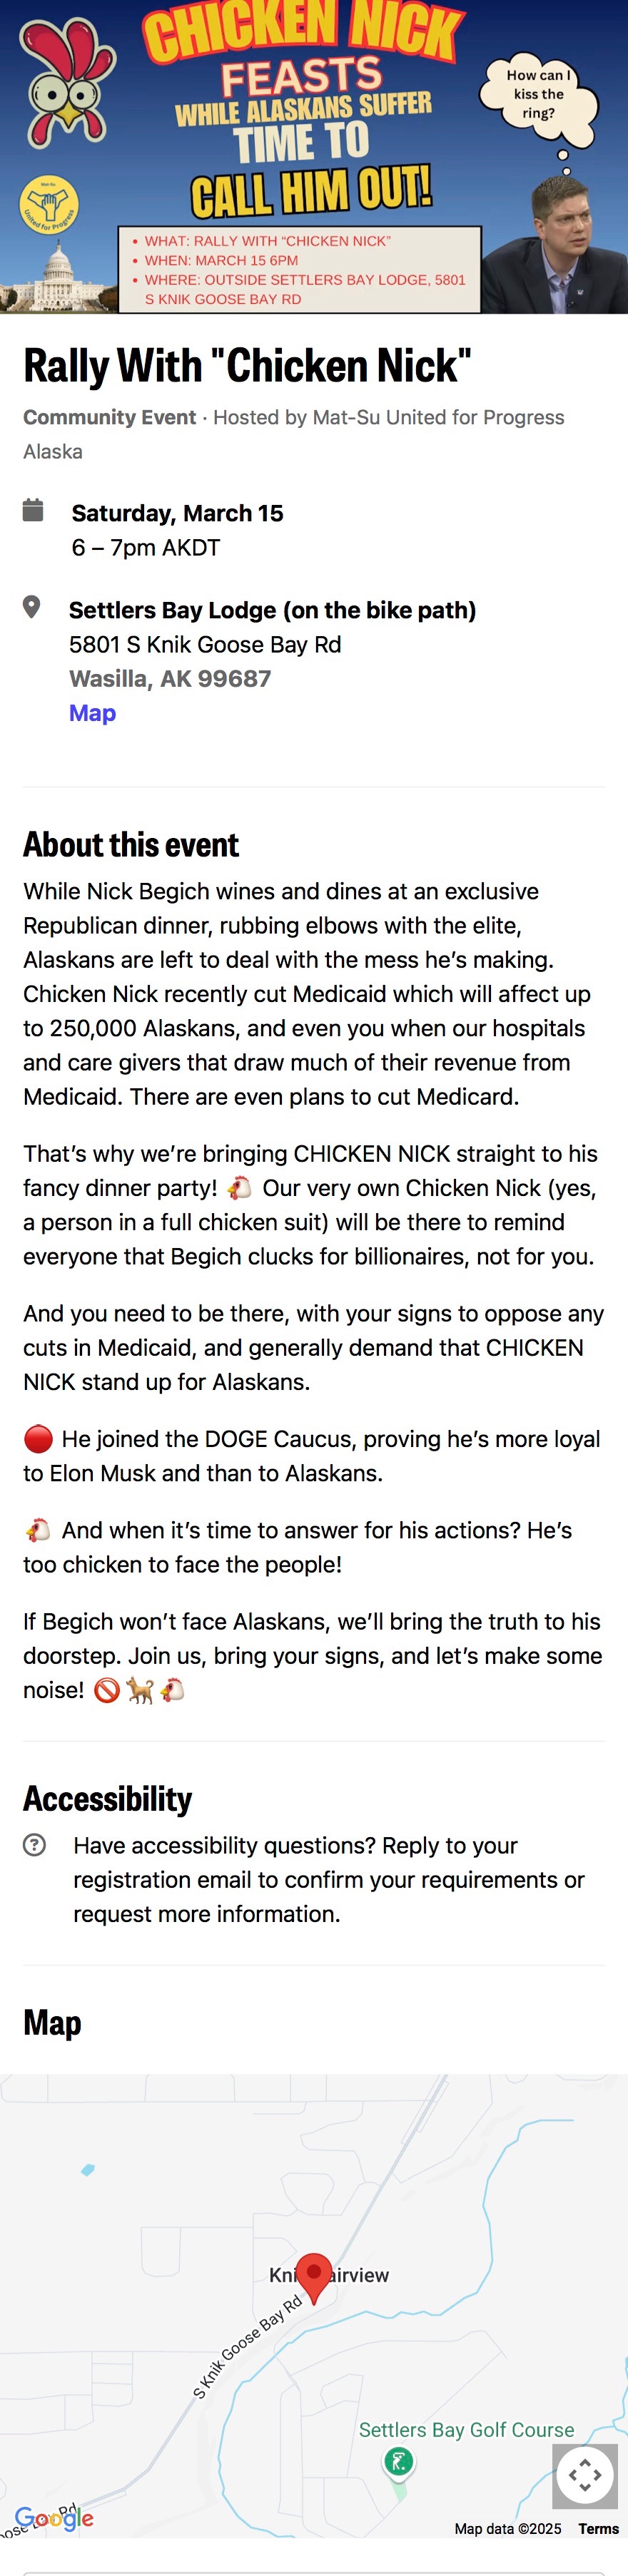 CHICKEN NICK
FEASTS
WHILE ALASKANS SUFFER
TIME TO
CALL HIM OUT!
How can I
kiss the
ring?
Mat-Su
United for Progress
• WHAT: RALLY WITH “CHICKEN NICK”
• WHEN: MARCH 15 6PM
• WHERE: OUTSIDE SETTLERS BAY LODGE, 5801
S KNIK GOOSE BAY RD
Rally With "Chicken Nick"
Community Event · Hosted by Mat-Su United for Progress
Alaska
Saturday, March 15
6 – 7pm AKDT
Settlers Bay Lodge (on the bike path)
5801 S Knik Goose Bay Rd
Wasilla, AK 99687
Map
About this event
While Nick Begich wines and dines at an exclusive
Republican dinner, rubbing elbows with the elite,
Alaskans are left to deal with the mess he’s making.
Chicken Nick recently cut Medicaid which will affect up
to 250,000 Alaskans, and even you when our hospitals
and care givers that draw much of their revenue from
Medicaid. There are even plans to cut Medicard.
That’s why we’re bringing CHICKEN NICK straight to his
fancy dinner party! 🐔 Our very own Chicken Nick (yes,
a person in a full chicken suit) will be there to remind
everyone that Begich clucks for billionaires, not for you.
And you need to be there, with your signs to oppose any
cuts in Medicaid, and generally demand that CHICKEN
NICK stand up for Alaskans.
🔴 He joined the DOGE Caucus, proving he’s more loyal
to Elon Musk and than to Alaskans.
🐔 And when it’s time to answer for his actions? He’s
too chicken to face the people!
If Begich won’t face Alaskans, we’ll bring the truth to his
doorstep. Join us, bring your signs, and let’s make some
noise! 🚫🐕🐔
Accessibility
Have accessibility questions? Reply to your
registration email to confirm your requirements or
request more information.
Map
S Knik Goose Bay Rd
Settlers Bay Golf Course
Rd
Google
Map data ©2025 Terms